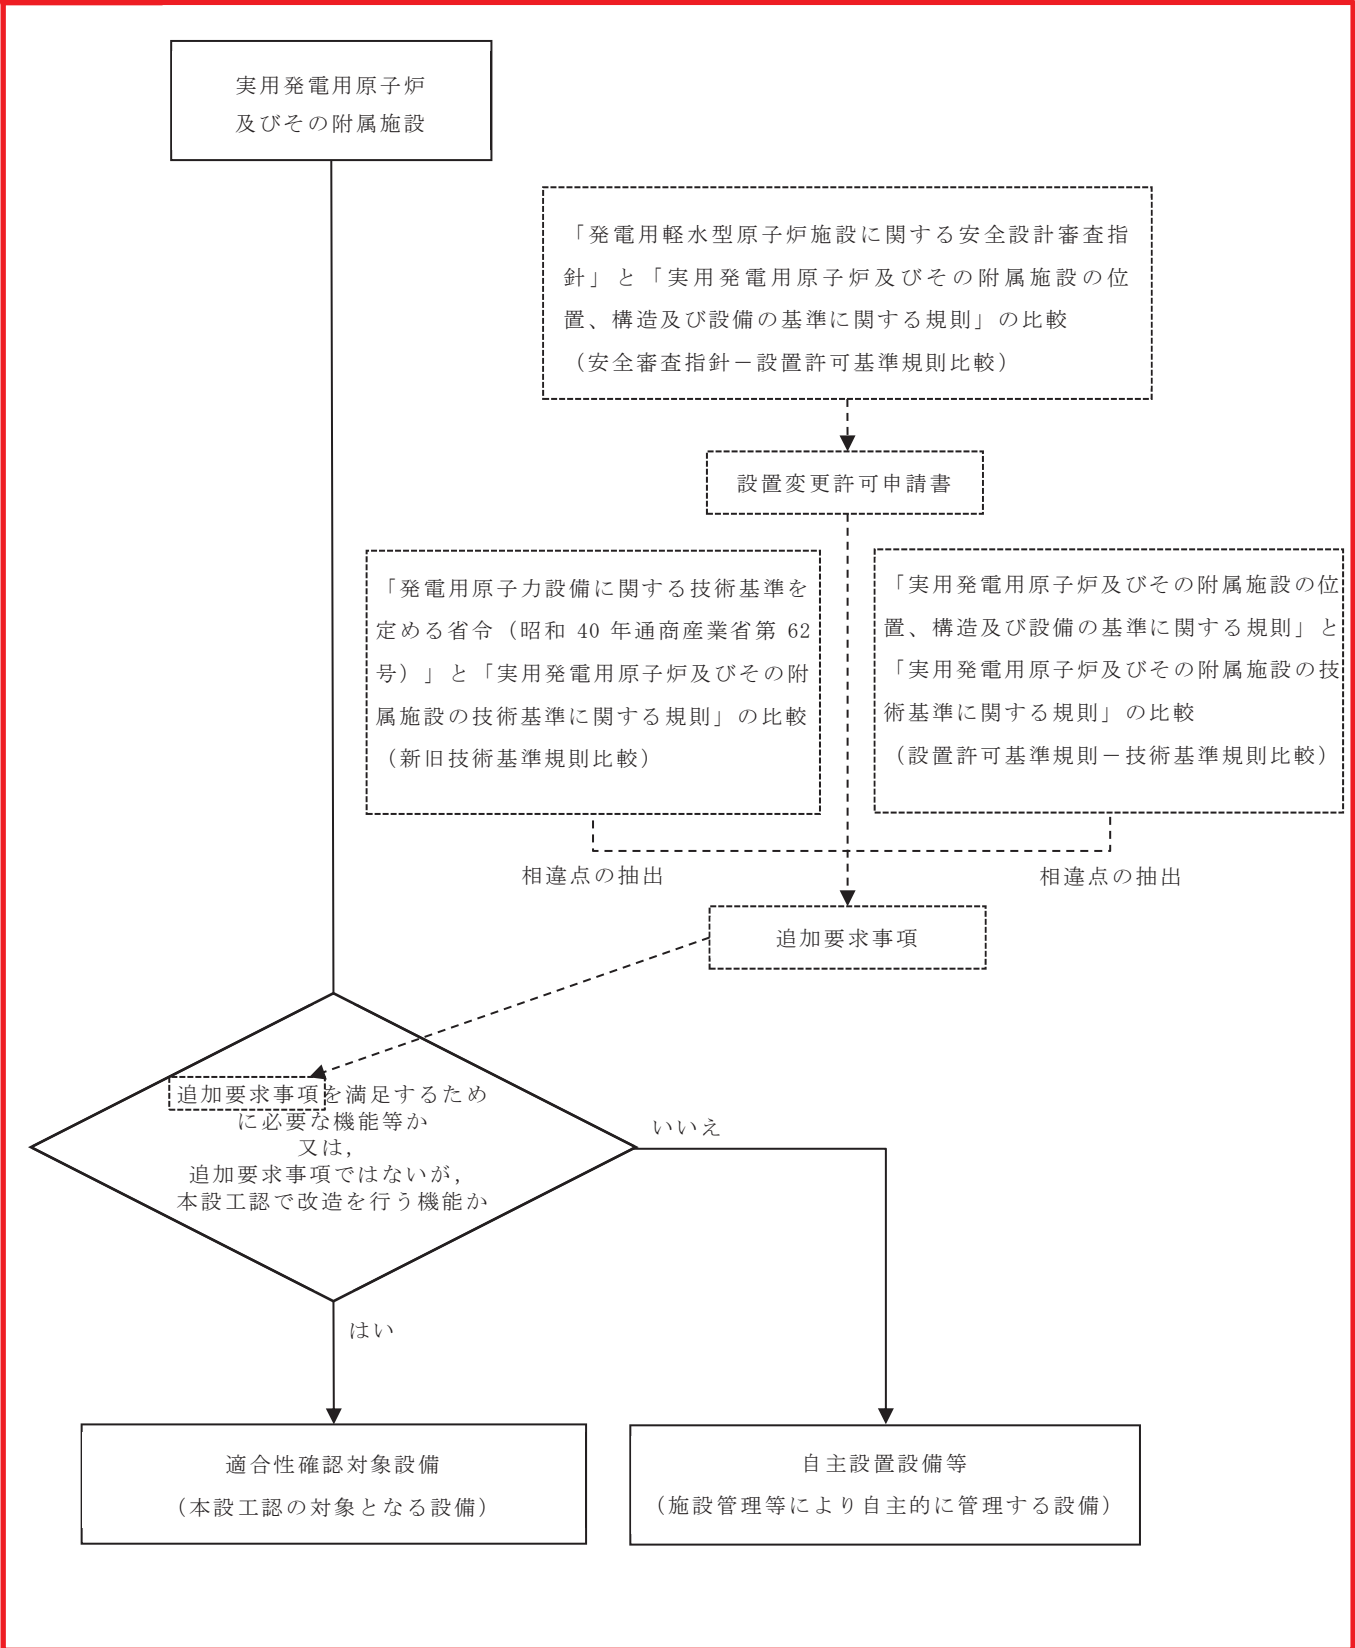 実用発電用原子炉
及びその附属施設
「発電用軽水型原子炉施設に関する安全設計審査指
針」と「実用発電用原子炉及びその附属施設の位
置、構造及び設備の基準に関する規則」の比較
（安全審査指針－設置許可基準規則比較）
設置変更許可申請書
「発電用原子力設備に関する技術基準を
定める省令（昭和 40 年通商産業省第 62
号）」と「実用発電用原子炉及びその附
属施設の技術基準に関する規則」の比較
（新旧技術基準規則比較）
「実用発電用原子炉及びその附属施設の位
置、構造及び設備の基準に関する規則」と
「実用発電用原子炉及びその附属施設の技
術基準に関する規則」の比較
（設置許可基準規則－技術基準規則比較）
相違点の抽出
相違点の抽出
追加要求事項
追加要求事項を満足するため
に必要な機能等か
又は，
追加要求事項ではないが，
本設工認で改造を行う機能か
いいえ
はい
適合性確認対象設備
（本設工認の対象となる設備）
自主設置設備等
（施設管理等により自主的に管理する設備）